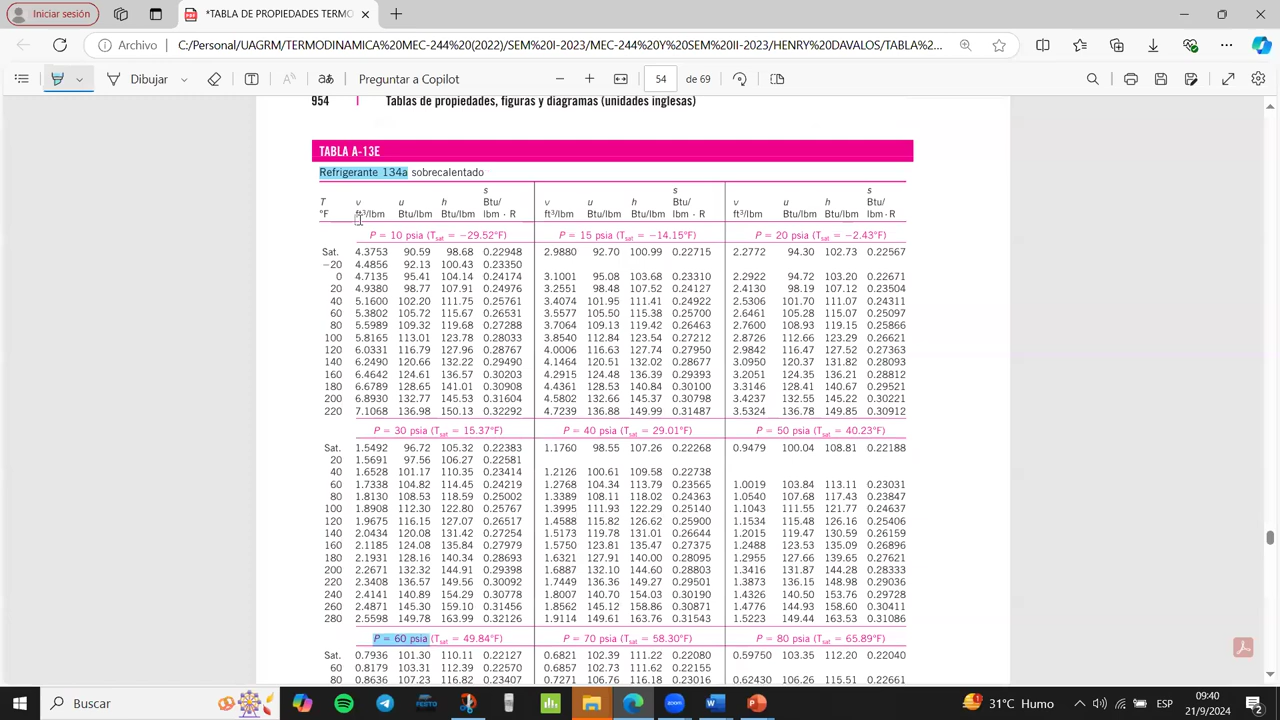 Iniciar sesión
*TABLA DE PROPIEDADES TERMO
Archivo C:/Personal/UAGRM/TERMODINAMICA%20MEC-244%20(2022)/SEM%20I-2023/MEC-244%20Y%20SEM%20II-2023/HENRY%20DAVALOS/TABLA%2...
Dibujar aあ Preguntar a Copilot 54 de 69
954 Tablas de propiedades, figuras y diagramas (unidades inglesas)
TABLA A-13E
Refrigerante 134a sobrecalentado
s s s
T v u h Btu/ v u h Btu/ v u h Btu/
°F ft³/lbm Btu/lbm Btu/lbm lbm · R ft³/lbm Btu/lbm Btu/lbm lbm · R ft³/lbm Btu/lbm Btu/lbm lbm · R
P = 10 psia (Tsat = −29.52°F) P = 15 psia (Tsat = −14.15°F) P = 20 psia (Tsat = −2.43°F)
Sat. 4.3753 90.59 98.68 0.22948 2.9880 92.70 100.99 0.22715 2.2772 94.30 102.73 0.22567
−20 4.4856 92.13 100.43 0.23350
0 4.7135 95.41 104.14 0.24174 3.1001 95.08 103.68 0.23310 2.2922 94.72 103.20 0.22671
20 4.9380 98.77 107.91 0.24976 3.2551 98.48 107.52 0.24127 2.4130 98.19 107.12 0.23504
40 5.1600 102.20 111.75 0.25761 3.4074 101.95 111.41 0.24922 2.5306 101.70 111.07 0.24311
60 5.3802 105.72 115.67 0.26531 3.5577 105.50 115.38 0.25700 2.6461 105.28 115.07 0.25097
80 5.5989 109.32 119.68 0.27288 3.7064 109.13 119.42 0.26463 2.7600 108.93 119.15 0.25866
100 5.8165 113.01 123.78 0.28033 3.8540 112.84 123.54 0.27212 2.8726 112.66 123.29 0.26621
120 6.0331 116.79 127.96 0.28767 4.0006 116.63 127.74 0.27950 2.9842 116.47 127.52 0.27363
140 6.2490 120.66 132.22 0.29490 4.1464 120.51 132.02 0.28677 3.0950 120.37 131.82 0.28093
160 6.4642 124.61 136.57 0.30203 4.2915 124.48 136.39 0.29393 3.2051 124.35 136.21 0.28812
180 6.6789 128.65 141.01 0.30908 4.4361 128.53 140.84 0.30100 3.3146 128.41 140.67 0.29521
200 6.8930 132.77 145.53 0.31604 4.5802 132.66 145.37 0.30798 3.4237 132.55 145.22 0.30221
220 7.1068 136.98 150.13 0.32292 4.7239 136.88 149.99 0.31487 3.5324 136.78 149.85 0.30912
P = 30 psia (Tsat = 15.37°F) P = 40 psia (Tsat = 29.01°F) P = 50 psia (Tsat = 40.23°F)
Sat. 1.5492 96.72 105.32 0.22383 1.1760 98.55 107.26 0.22268 0.9479 100.04 108.81 0.22188
20 1.5691 97.56 106.27 0.22581
40 1.6528 101.17 110.35 0.23414 1.2126 100.61 109.58 0.22738
60 1.7338 104.82 114.45 0.24219 1.2768 104.34 113.79 0.23565 1.0019 103.84 113.11 0.23031
80 1.8130 108.53 118.59 0.25002 1.3389 108.11 118.02 0.24363 1.0540 107.68 117.43 0.23847
100 1.8908 112.30 122.80 0.25767 1.3995 111.93 122.29 0.25140 1.1043 111.55 121.77 0.24637
120 1.9675 116.15 127.07 0.26517 1.4588 115.82 126.62 0.25900 1.1534 115.48 126.16 0.25406
140 2.0434 120.08 131.42 0.27254 1.5173 119.78 131.01 0.26644 1.2015 119.47 130.59 0.26159
160 2.1185 124.08 135.84 0.27979 1.5750 123.81 135.47 0.27375 1.2488 123.53 135.09 0.26896
180 2.1931 128.16 140.34 0.28693 1.6321 127.91 140.00 0.28095 1.2955 127.66 139.65 0.27621
200 2.2671 132.32 144.91 0.29398 1.6887 132.10 144.60 0.28803 1.3416 131.87 144.28 0.28333
220 2.3408 136.57 149.56 0.30092 1.7449 136.36 149.27 0.29501 1.3873 136.15 148.98 0.29036
240 2.4141 140.89 154.29 0.30778 1.8007 140.70 154.03 0.30190 1.4326 140.50 153.76 0.29728
260 2.4871 145.30 159.10 0.31456 1.8562 145.12 158.86 0.30871 1.4776 144.93 158.60 0.30411
280 2.5598 149.78 163.99 0.32126 1.9114 149.61 163.76 0.31543 1.5223 149.44 163.53 0.31086
P = 60 psia (Tsat = 49.84°F) P = 70 psia (Tsat = 58.30°F) P = 80 psia (Tsat = 65.89°F)
Sat. 0.7936 101.30 110.11 0.22127 0.6821 102.39 111.22 0.22080 0.59750 103.35 112.20 0.22040
60 0.8179 103.31 112.39 0.22570 0.6857 102.73 111.62 0.22155
80 0.8636 107.23 116.82 0.23407 0.7271 106.76 116.18 0.23016 0.62430 106.26 115.51 0.22661
Buscar FESTO zoom 31°C Humo ESP 09:40
21/9/2024